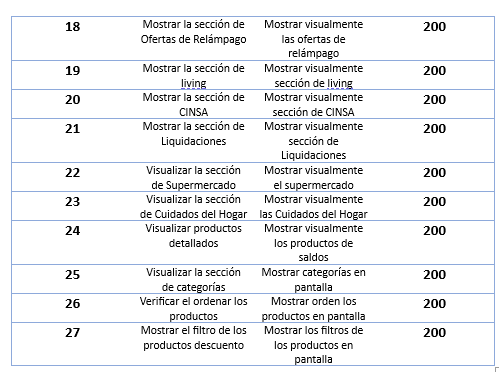 18 Mostrar la sección de Mostrar visualmente 200
Ofertas de Relámpago las ofertas de
relámpago
19 Mostrar la sección de Mostrar visualmente 200
living sección de living
20 Mostrar la sección de Mostrar visualmente 200
CINSA sección de CINSA
21 Mostrar la sección de Mostrar visualmente 200
Liquidaciones sección de
Liquidaciones
22 Visualizar la sección Mostrar visualmente 200
de Supermercado el supermercado
23 Visualizar la sección Mostrar visualmente 200
de Cuidados del Hogar las Cuidados del Hogar
24 Visualizar productos Mostrar visualmente 200
detallados los productos de
saldos
25 Visualizar la sección Mostrar categorías en 200
de categorías pantalla
26 Verificar el ordenar los Mostrar orden los 200
productos productos en pantalla
27 Mostrar el filtro de los Mostrar los filtros de 200
productos descuento los productos en
pantalla